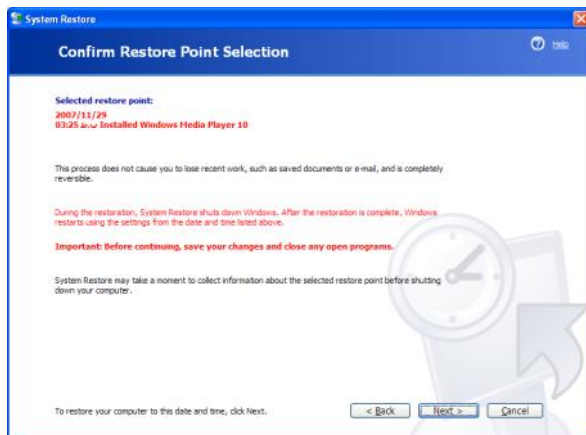 System Restore
Confirm Restore Point Selection
Help
Selected restore point:
2007/11/29
03:25 ب.ظ Installed Windows Media Player 10
This process does not cause you to lose recent work, such as saved documents or e-mail, and is completely
reversible.
During the restoration, System Restore shuts down Windows. After the restoration is complete, Windows
restarts using the settings from the date and time listed above.
Important: Before continuing, save your changes and close any open programs.
System Restore may take a moment to collect information about the selected restore point before shutting
down your computer.
To restore your computer to this date and time, click Next.
< Back
Next >
Cancel